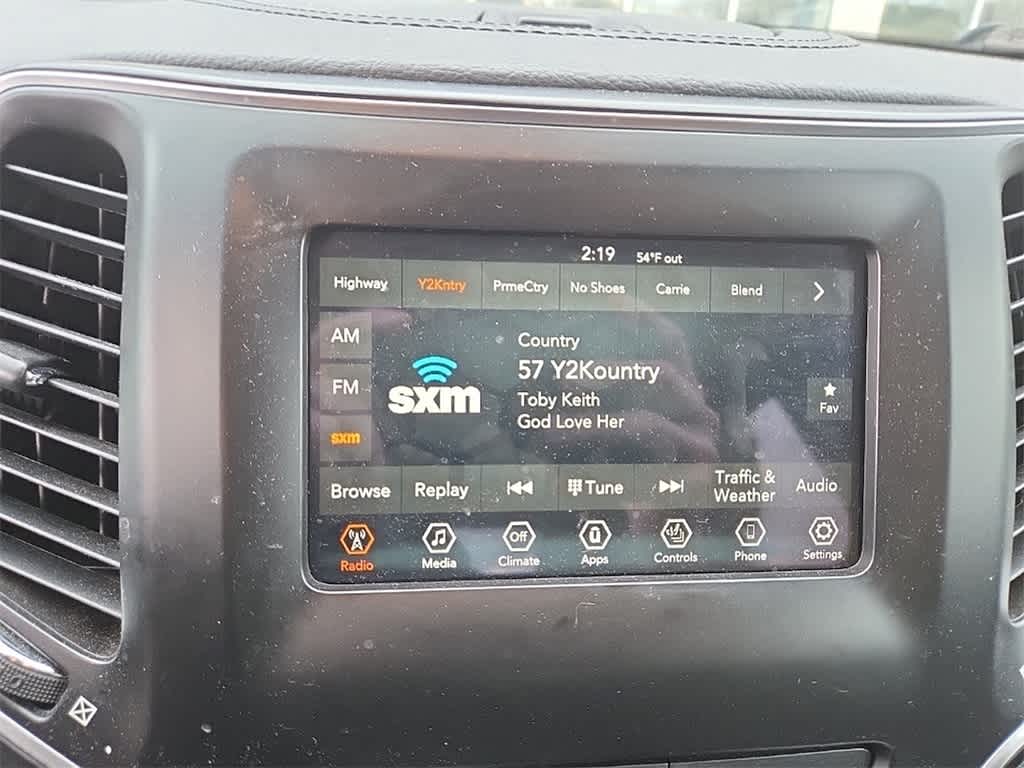 2:19 54°F out
Highway Y2Kntry PrmeCtry No Shoes Carrie Blend
AM
FM
sxm
sxm
Country
57 Y2Kountry
Toby Keith
God Love Her
Fav
Browse Replay Tune Traffic & Weather Audio
Off
Radio Media Climate Apps Controls Phone Settings